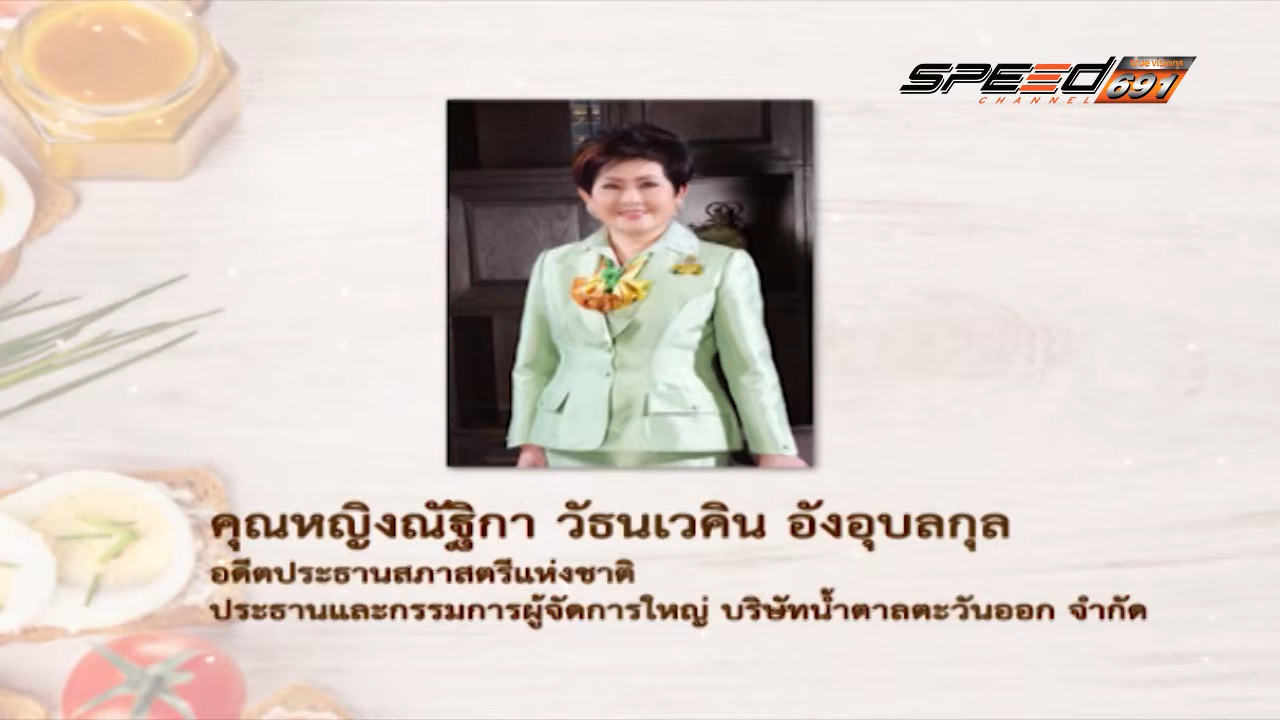 SPEED
true visions
CHANNEL 691
คุณหญิงณัฐิกา วัธนเวคิน อังอุบลกุล
อดีตประธานสภาสตรีแห่งชาติ
ประธานและกรรมการผู้จัดการใหญ่ บริษัทน้ำตาลตะวันออก จำกัด